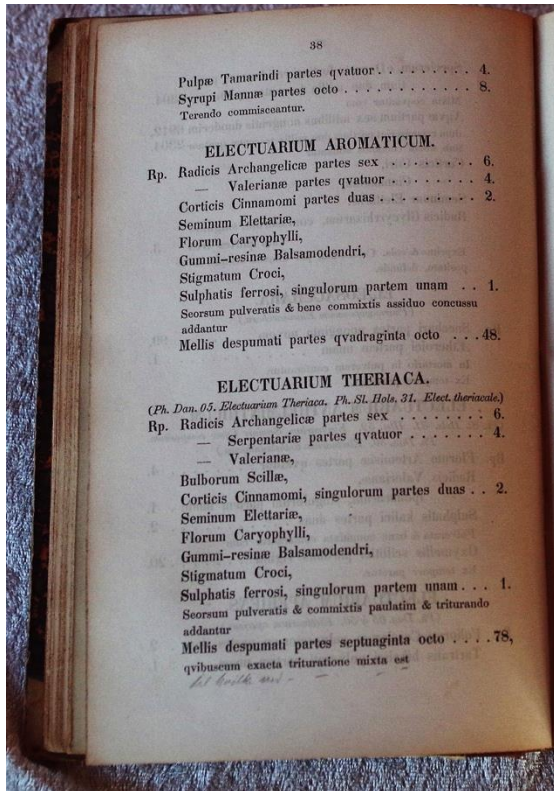 38
Pulpæ Tamarindi partes qvatuor . . . . . . . . . 4.
Syrupi Mannæ partes octo . . . . . . . . . . . . 8.
Terendo commisceantur.
ELECTUARIUM AROMATICUM.
Rp. Radicis Archangelicæ partes sex . . . . . . . . 6.
— Valerianæ partes qvatuor . . . . . . . . 4.
Corticis Cinnamomi partes duas . . . . . . . . . 2.
Seminum Elettariæ,
Florum Caryophylli,
Gummi-resinæ Balsamodendri,
Stigmatum Croci,
Sulphatis ferrosi, singulorum partem unam . . 1.
Seorsum pulveratis & bene commixtis assiduo concussu
addantur
Mellis despumati partes qvadraginta octo . . . 48.
ELECTUARIUM THERIACA.
(Ph. Dan. 05. Electuarium Theriaca. Ph. Sl. Hols. 31. Elect. theriacale.)
Rp. Radicis Archangelicæ partes sex . . . . . . . 6.
— Serpentariæ partes qvatuor . . . . . . . 4.
— Valerianæ,
Bulborum Scillæ,
Corticis Cinnamomi, singulorum partes duas . . 2.
Seminum Elettariæ,
Florum Caryophylli,
Gummi-resinæ Balsamodendri,
Stigmatum Croci,
Sulphatis ferrosi, singulorum partem unam . . . 1.
Seorsum pulveratis & commixtis paulatim & triturando
addantur
Mellis despumati partes septuaginta octo . . . . 78,
qvibuscum exacta trituratione mixta est